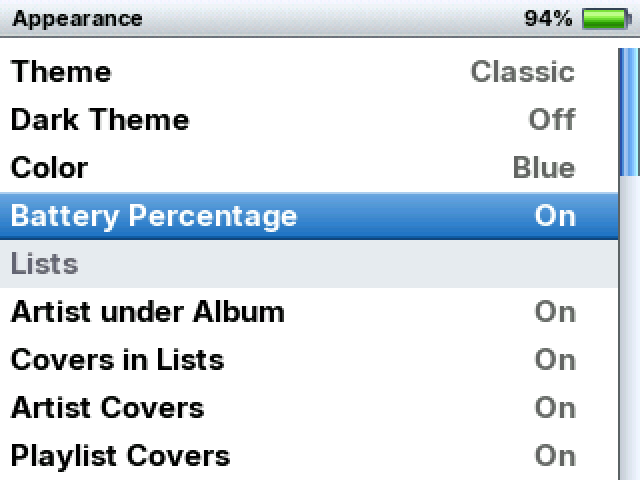 Appearance 94%
Theme Classic
Dark Theme Off
Color Blue
Battery Percentage On
Lists
Artist under Album On
Covers in Lists On
Artist Covers On
Playlist Covers On